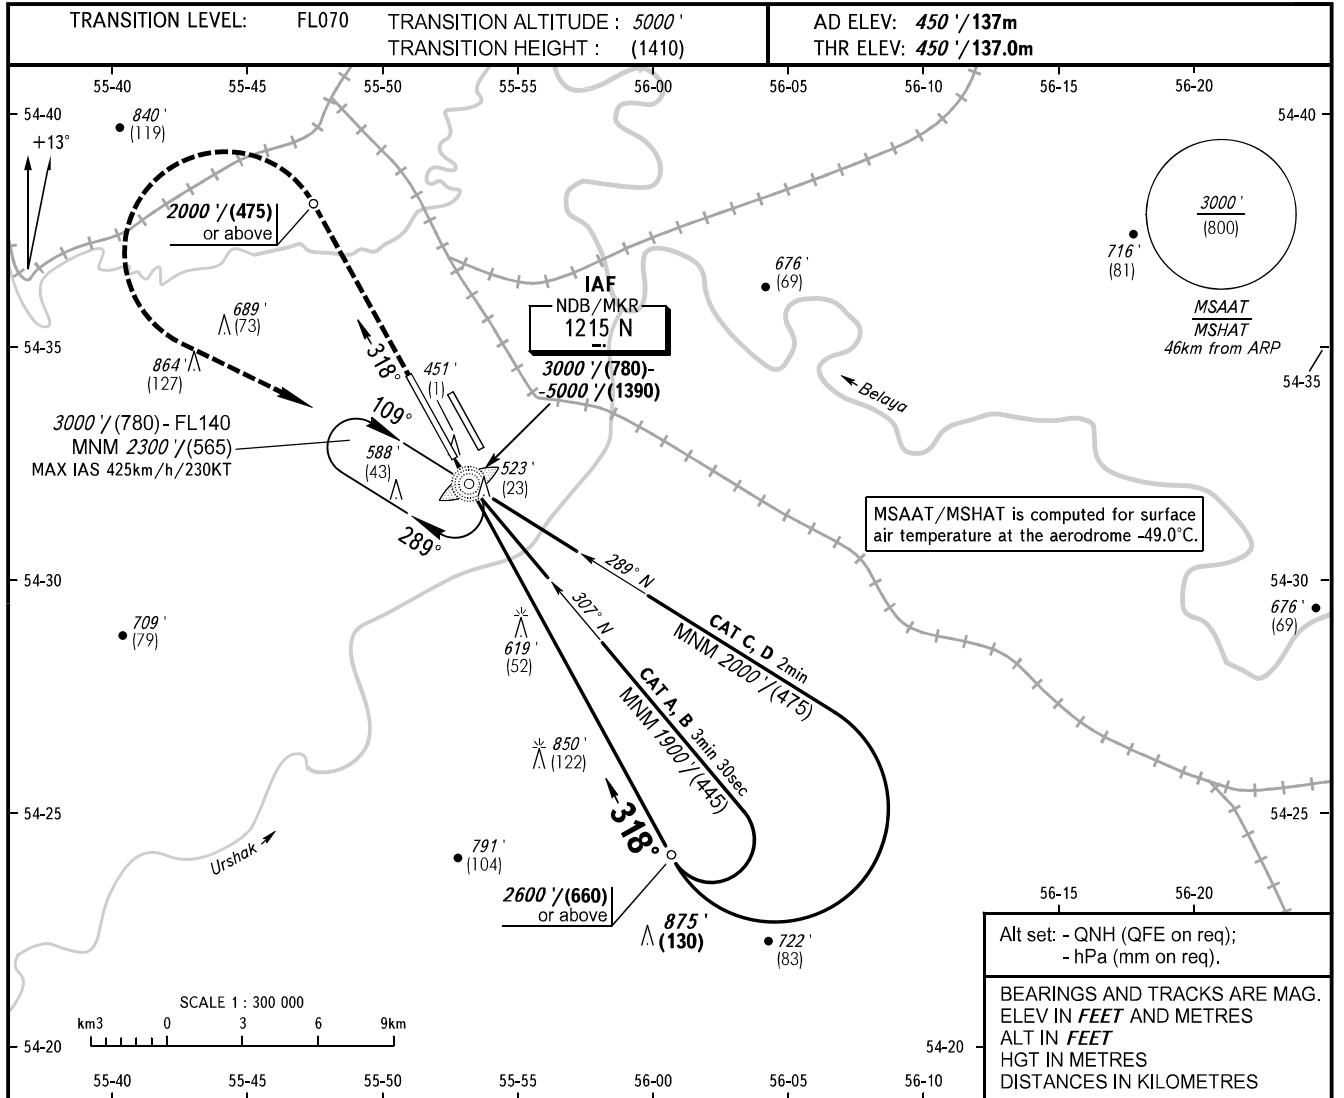 TRANSITION LEVEL: FL070
TRANSITION ALTITUDE : 5000 '
TRANSITION HEIGHT : (1410)
AD ELEV: 450 '/137m
THR ELEV: 450 '/137.0m
55-40 55-45 55-50 55-55 56-00 56-05 56-10 56-15 56-20
54-40 54-40
840 '
(119)
+13°
2000 '/(475)
or above
3000 '
(800)
MSAAT
MSHAT
46km from ARP
716 '
(81)
676 '
(69)
IAF
NDB/MKR
1215 N
3000 '/(780)-
-5000 '/(1390)
689 '
(73)
54-35 54-35
864 '
(127)
318°
451 '
(1)
Belaya
109°
3000 '/(780) - FL140
MNM 2300 '/(565)
MAX IAS 425km/h/230KT
588 '
(43)
523 '
(23)
289°
MSAAT/MSHAT is computed for surface
air temperature at the aerodrome -49.0°C.
54-30 54-30
289° N
307° N
676 '
(69)
709 '
(79)
619 '
(52)
CAT C, D 2min
MNM 2000 '/(475)
CAT A, B 3min 30sec
MNM 1900'/(445)
850 '
(122)
54-25 54-25
318°
Urshak
791 '
(104)
2600 '/(660)
or above
875 '
(130)
722 '
(83)
56-15 56-20
Alt set: - QNH (QFE on req);
- hPa (mm on req).
BEARINGS AND TRACKS ARE MAG.
ELEV IN FEET AND METRES
ALT IN FEET
HGT IN METRES
DISTANCES IN KILOMETRES
SCALE 1 : 300 000
km3 0 3 6 9km
54-20 54-20
55-40 55-45 55-50 55-55 56-00 56-05 56-10